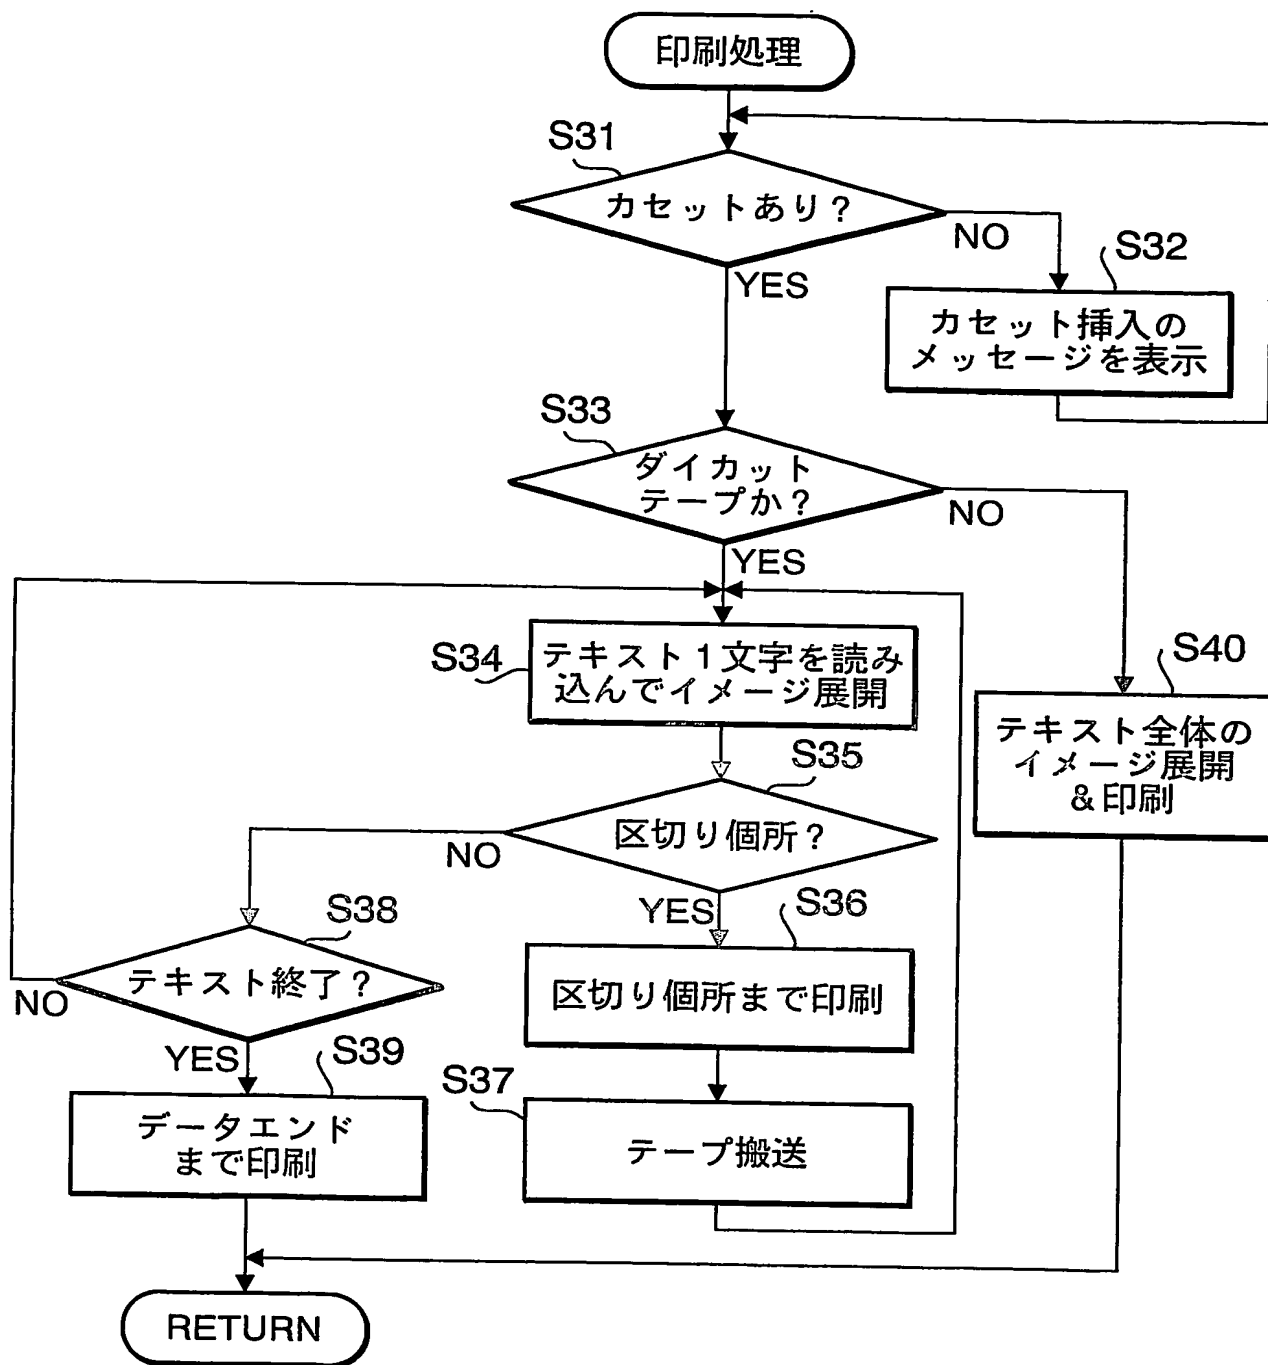 印刷処理
S31
カセットあり？
NO
YES
S32
カセット挿入の
メッセージを表示
S33
ダイカット
テープか？
NO
YES
S34
テキスト１文字を読み
込んでイメージ展開
S40
テキスト全体の
イメージ展開
＆印刷
S35
区切り個所？
NO
YES
S36
区切り個所まで印刷
S38
テキスト終了？
NO
YES
S37
テープ搬送
S39
データエンド
まで印刷
RETURN